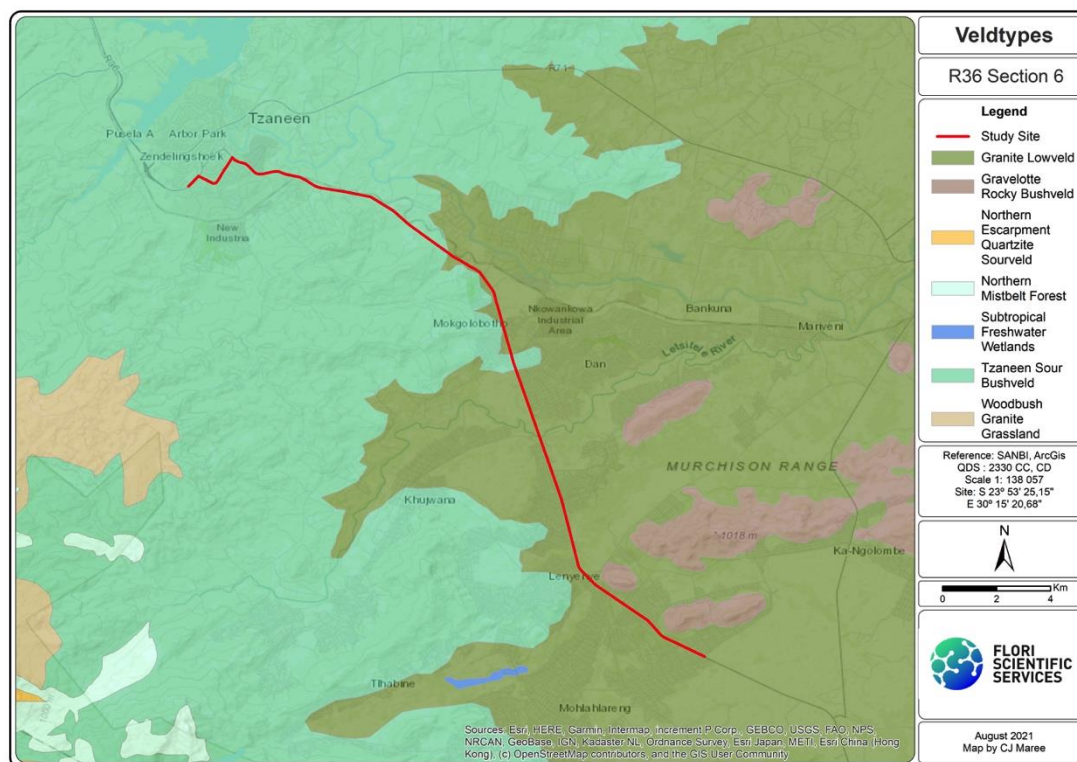 Veldtypes
R36 Section 6
Legend
Study Site
Granite Lowveld
Gravelotte
Rocky Bushveld
Northern
Escarpment
Quartzite
Sourveld
Northern
Mistbelt Forest
Subtropical
Freshwater
Wetlands
Tzaneen Sour
Bushveld
Woodbush
Granite
Grassland
Reference: SANBI, ArcGis
QDS : 2330 CC, CD
Scale 1: 138 057
Site: S 23º 53' 25,15"
E 30º 15' 20,68"
N
Km
0 2 4
FLORI
SCIENTIFIC
SERVICES
August 2021
Map by CJ Maree
R36
R71
Tzaneen
Pusela A
Arbor Park
Zendelingshoek
New
Industria
Mokgolobotho
Nkowankowa
Industrial
Area
Bankuna
Mariveni
Letsitele River
Dan
MURCHISON RANGE
Khujwana
1018 m
Ka-Ngolombe
Lenyenye
Tlhabine
Mohlahlareng
Sources: Esri, HERE, Garmin, Intermap, increment P Corp., GEBCO, USGS, FAO, NPS,
NRCAN, GeoBase, IGN, Kadaster NL, Ordnance Survey, Esri Japan, METI, Esri China (Hong
Kong), (c) OpenStreetMap contributors, and the GIS User Community